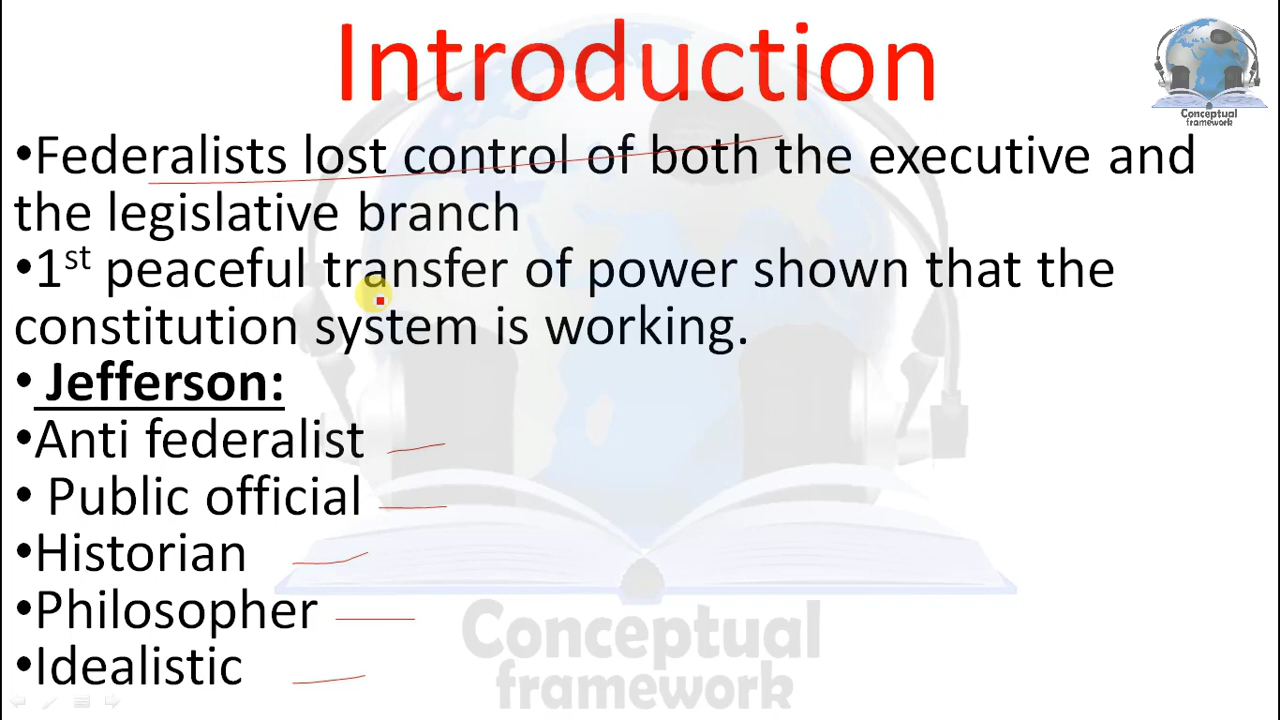 Introduction
Conceptual
framework
•Federalists lost control of both the executive and
the legislative branch
•1st peaceful transfer of power shown that the
constitution system is working.
• Jefferson:
•Anti federalist
• Public official
•Historian
•Philosopher
•Idealistic
Conceptual
framework